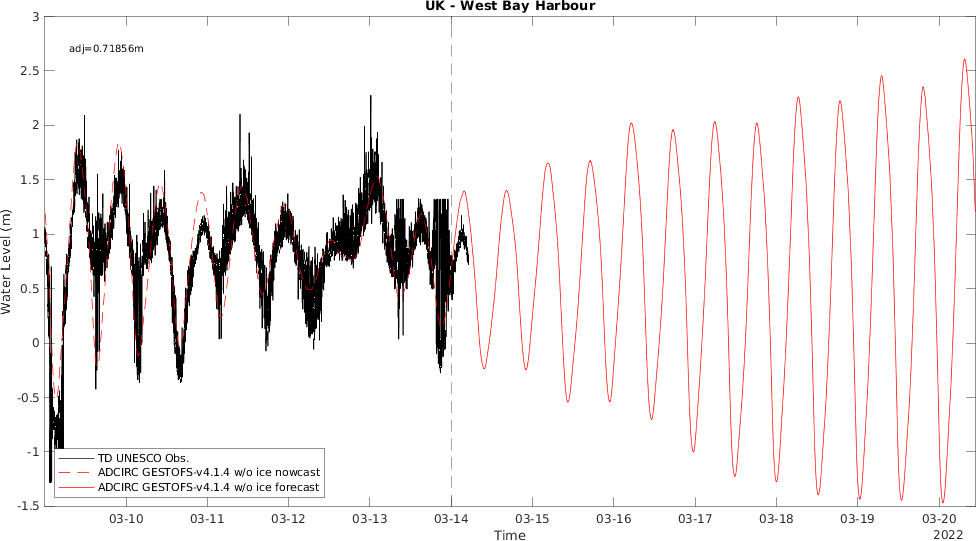 UK - West Bay Harbour
adj=0.71856m
Water Level (m)
3
2.5
2
1.5
1
0.5
0
-0.5
-1
-1.5
TD UNESCO Obs.
ADCIRC GESTOFS-v4.1.4 w/o ice nowcast
ADCIRC GESTOFS-v4.1.4 w/o ice forecast
03-10 03-11 03-12 03-13 03-14 03-15 03-16 03-17 03-18 03-19 03-20
Time
2022